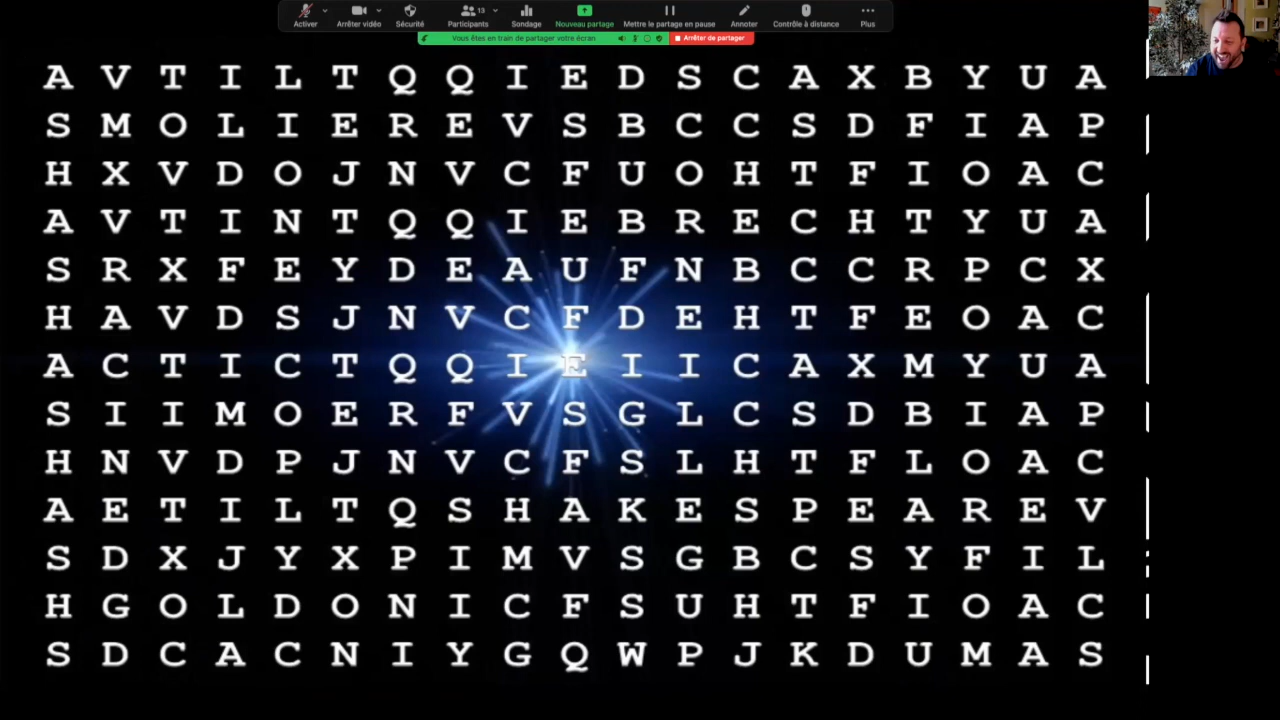 Activer Arrêter vidéo Sécurité Participants 13 Sondage Nouveau partage Mettre le partage en pause Annoter Contrôle à distance Plus
Vous êtes en train de partager votre écran Arrêter de partager
A V T I L T Q Q I E D S C A X B Y U A
S M O L I E R E V S B C C S D F I A P
H X V D O J N V C F U O H T F I O A C
A V T I N T Q Q I E B R E C H T Y U A
S R X F E Y D E A U F N B C C R P C X
H A V D S J N V C F D E H T F E O A C
A C T I C T Q Q I E I I C A X M Y U A
S I I M O E R F V S G L C S D B I A P
H N V D P J N V C F S L H T F L O A C
A E T I L T Q S H A K E S P E A R E V
S D X J Y X P I M V S G B C S Y F I L
H G O L D O N I C F S U H T F I O A C
S D C A C N I Y G Q W P J K D U M A S